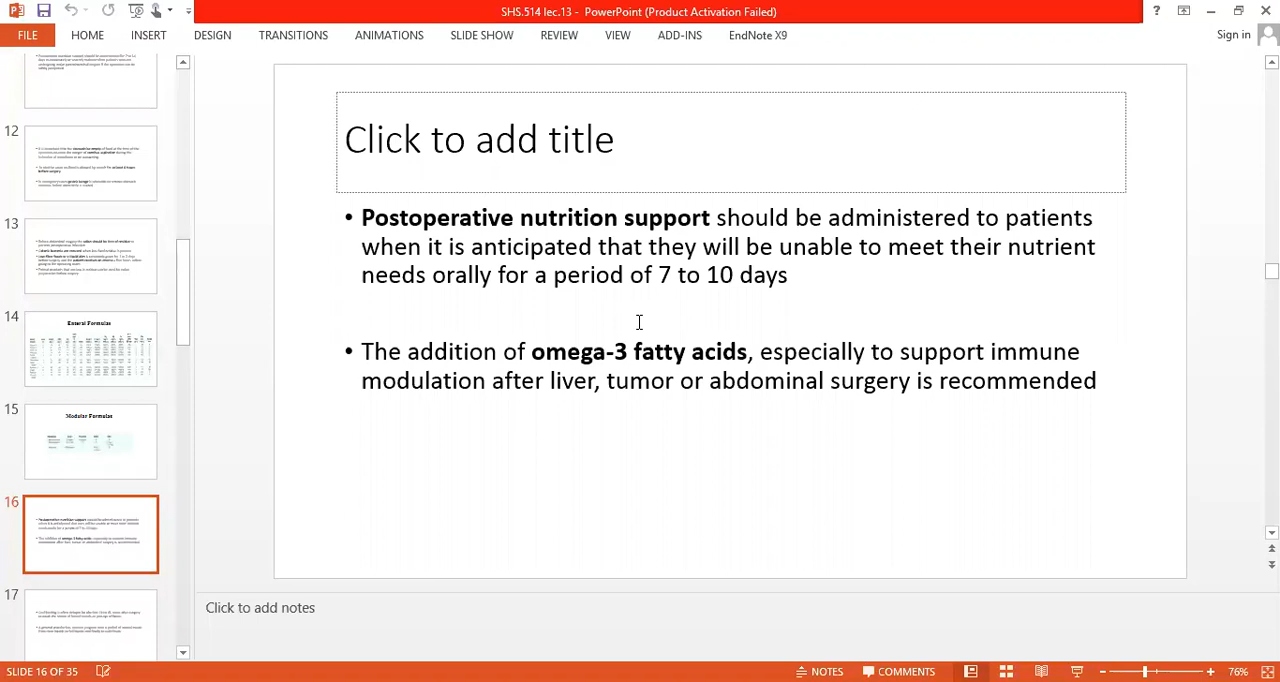 SHS.514 lec.13 - PowerPoint (Product Activation Failed)
FILE HOME INSERT DESIGN TRANSITIONS ANIMATIONS SLIDE SHOW REVIEW VIEW ADD-INS EndNote X9 Sign in
12
13
14
Enteral Formulas
15
Modular Formulas
16
17
Click to add title
• Postoperative nutrition support should be administered to patients
when it is anticipated that they will be unable to meet their nutrient
needs orally for a period of 7 to 10 days
• The addition of omega-3 fatty acids, especially to support immune
modulation after liver, tumor or abdominal surgery is recommended
Click to add notes
SLIDE 16 OF 35 NOTES COMMENTS 76%